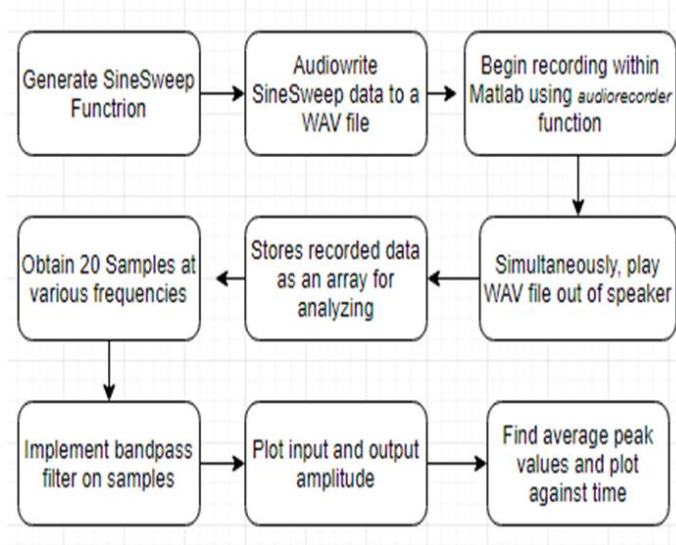 Generate SineSweep
Functrion
Audiowrite
SineSweep data to a
WAV file
Begin recording within
Matlab using audiorecorder
function
Simultaneously, play
WAV file out of speaker
Stores recorded data
as an array for
analyzing
Obtain 20 Samples at
various frequencies
Implement bandpass
filter on samples
Plot input and output
amplitude
Find average peak
values and plot
against time